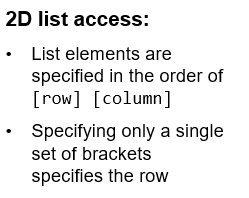 2D list access:
• List elements are
specified in the order of
[row] [column]
• Specifying only a single
set of brackets
specifies the row